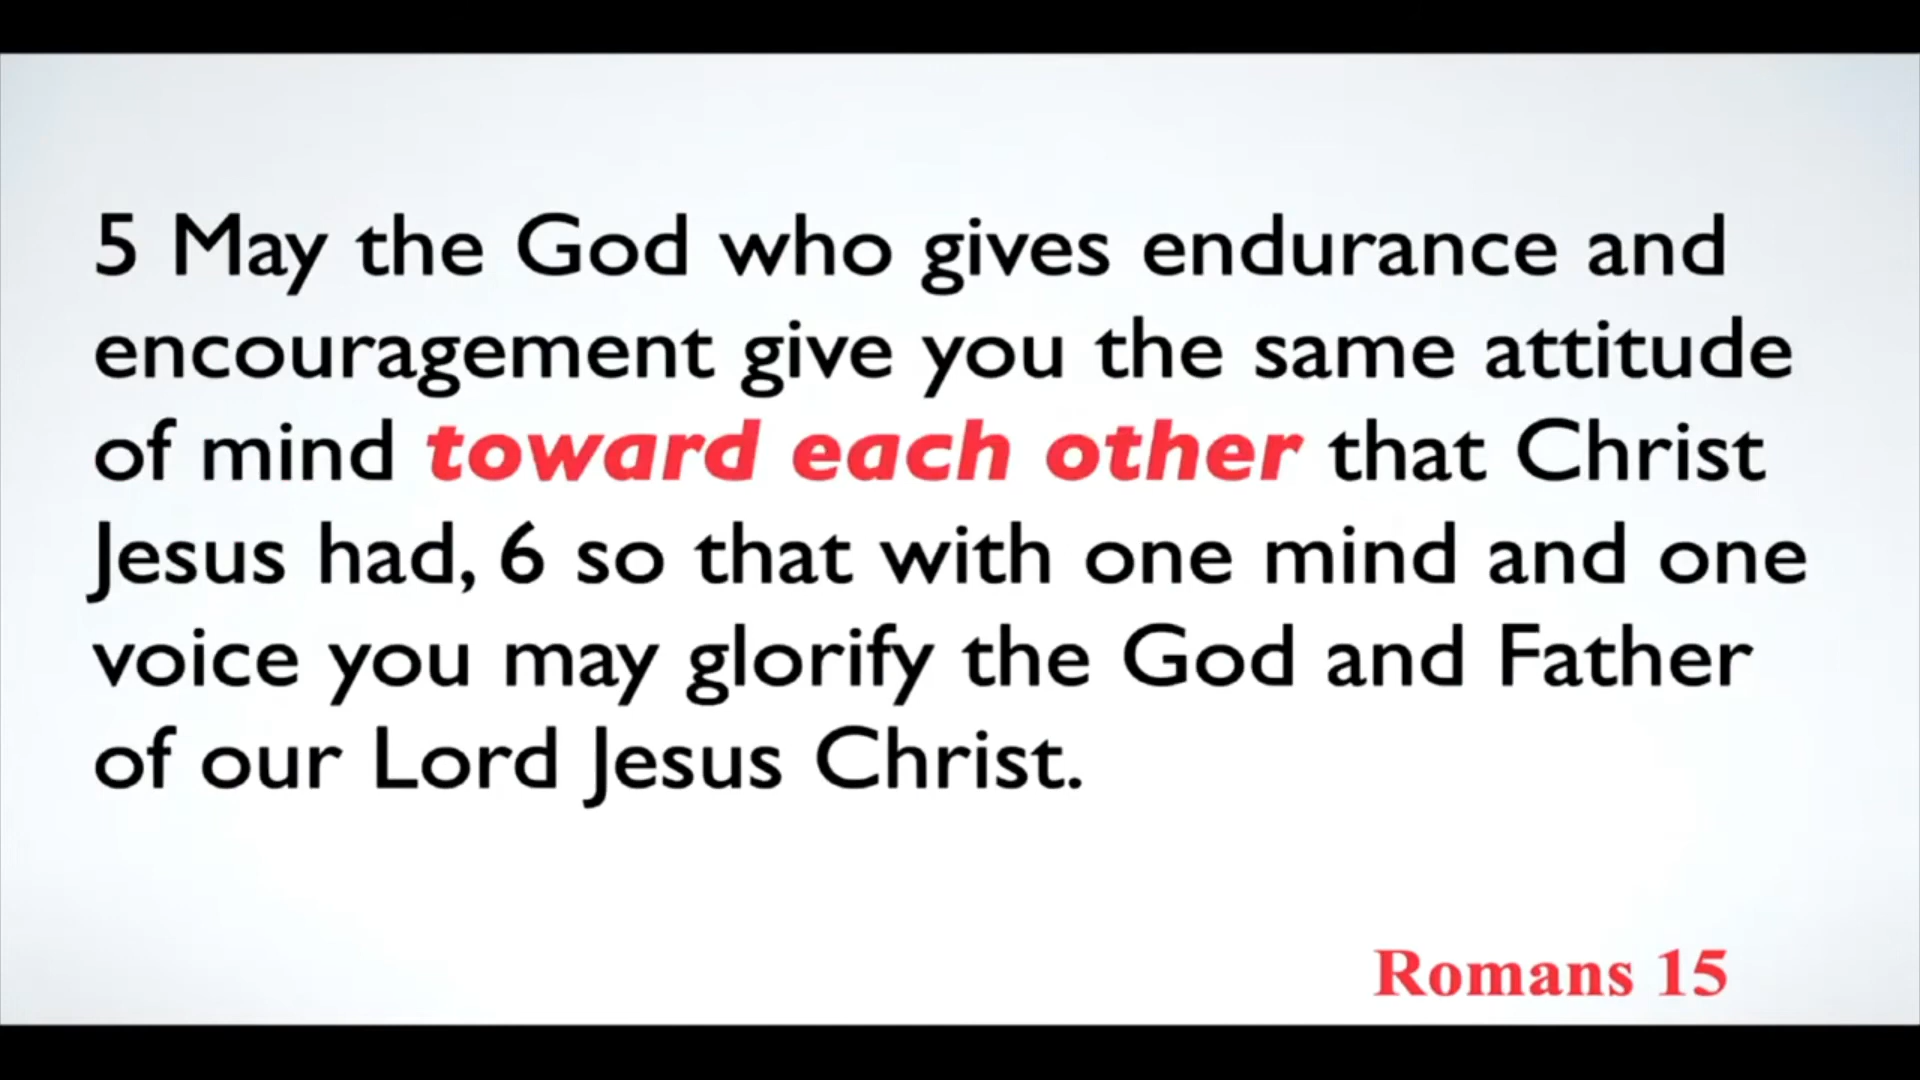 5 May the God who gives endurance and
encouragement give you the same attitude
of mind toward each other that Christ
Jesus had, 6 so that with one mind and one
voice you may glorify the God and Father
of our Lord Jesus Christ.
Romans 15